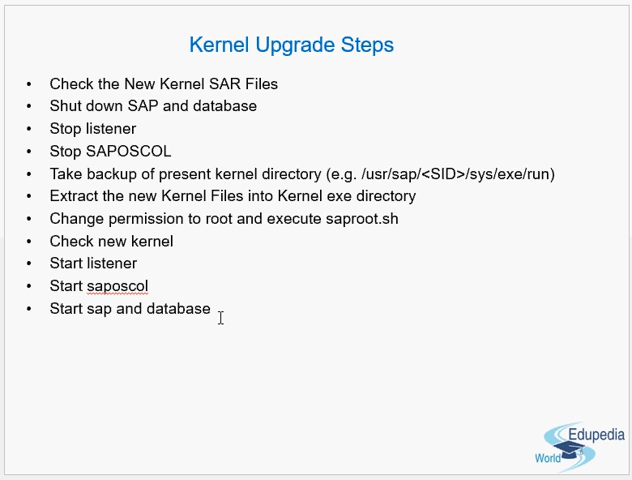 Kernel Upgrade Steps
• Check the New Kernel SAR Files
• Shut down SAP and database
• Stop listener
• Stop SAPOSCOL
• Take backup of present kernel directory (e.g. /usr/sap/<SID>/sys/exe/run)
• Extract the new Kernel Files into Kernel exe directory
• Change permission to root and execute saproot.sh
• Check new kernel
• Start listener
• Start saposcol
• Start sap and database
Edupedia
World